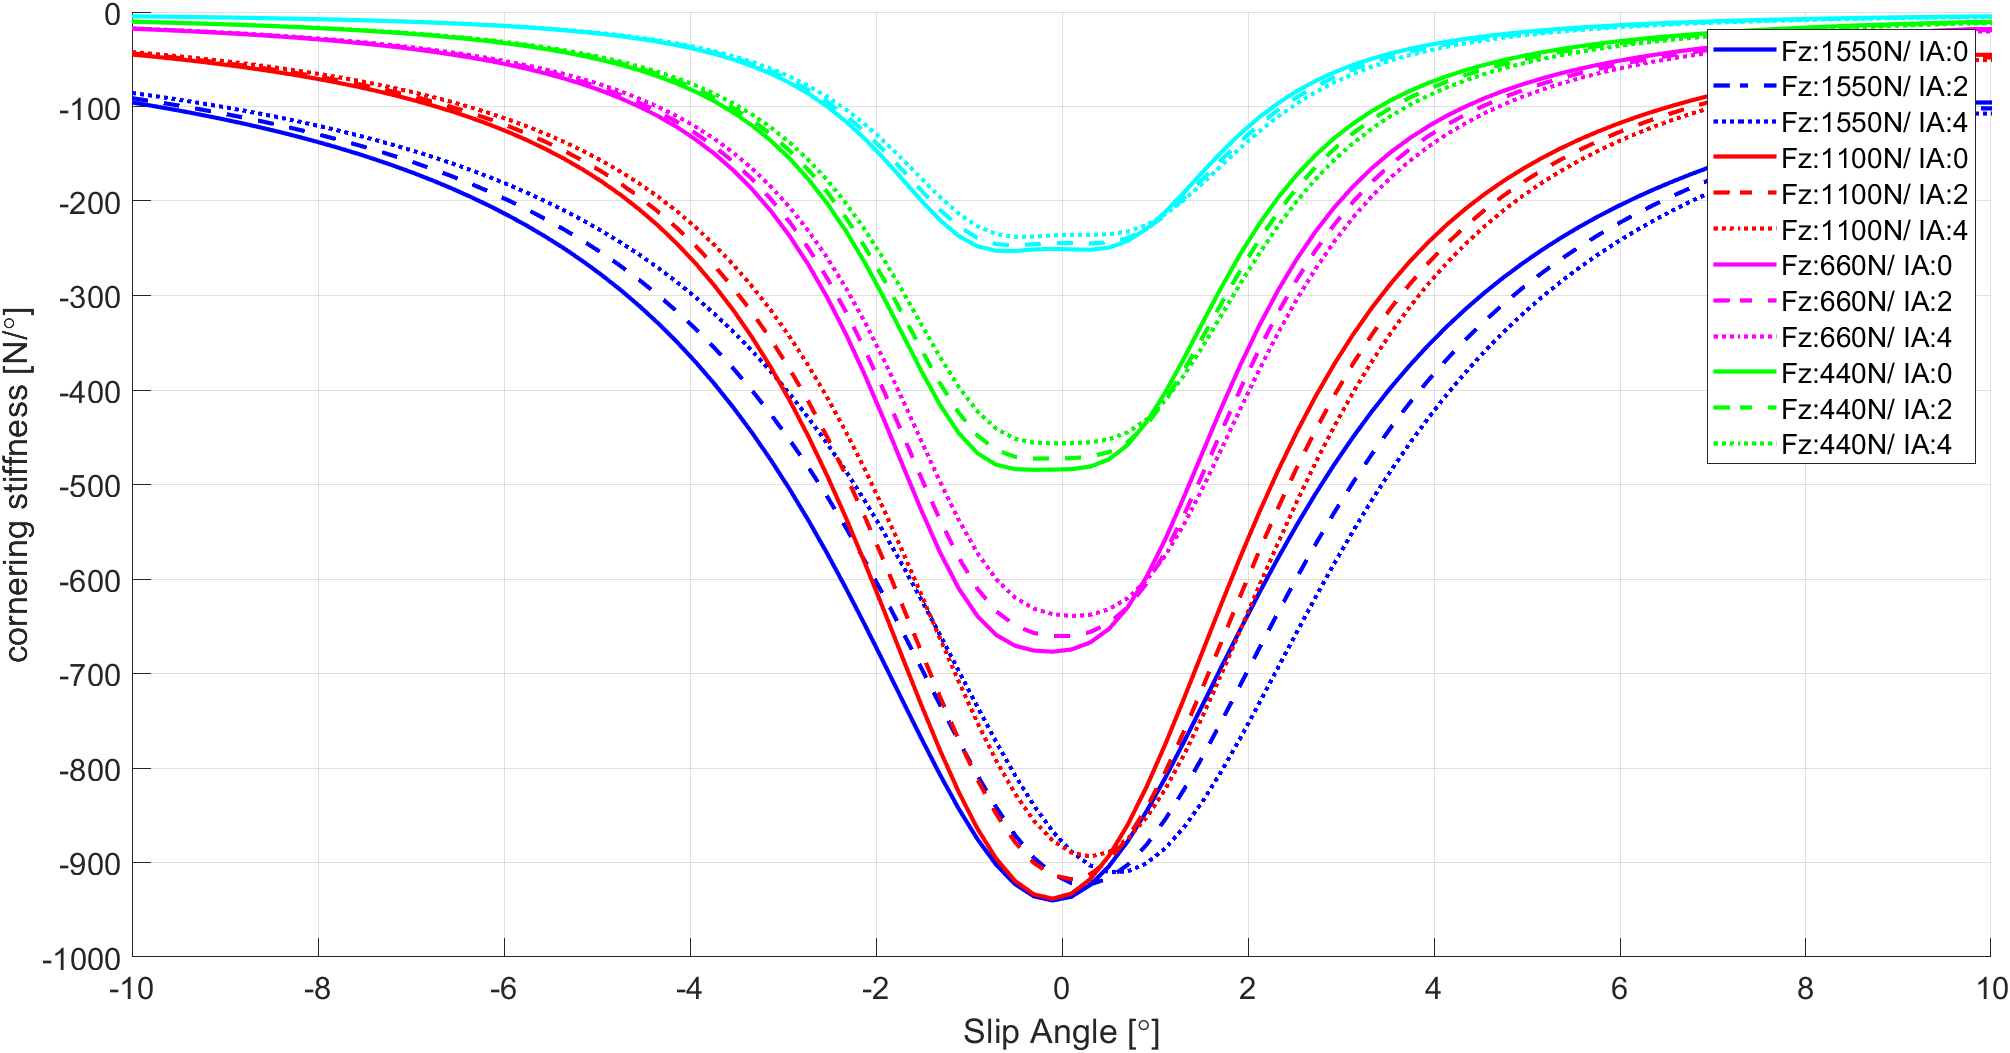 0
-100
-200
-300
-400
-500
-600
-700
-800
-900
-1000
cornering stiffness [N/°]
-10 -8 -6 -4 -2 0 2 4 6 8 10
Slip Angle [°]
Fz:1550N/ IA:0
Fz:1550N/ IA:2
Fz:1550N/ IA:4
Fz:1100N/ IA:0
Fz:1100N/ IA:2
Fz:1100N/ IA:4
Fz:660N/ IA:0
Fz:660N/ IA:2
Fz:660N/ IA:4
Fz:440N/ IA:0
Fz:440N/ IA:2
Fz:440N/ IA:4